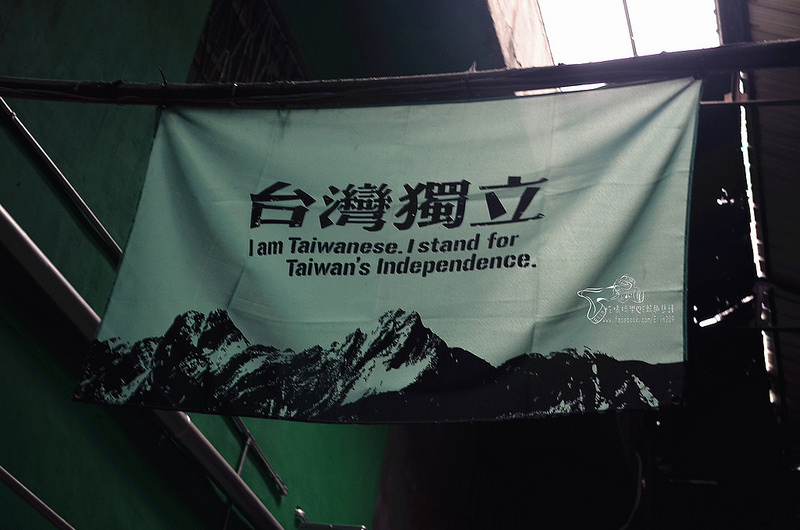 台灣獨立
I am Taiwanese. I stand for
Taiwan's Independence.